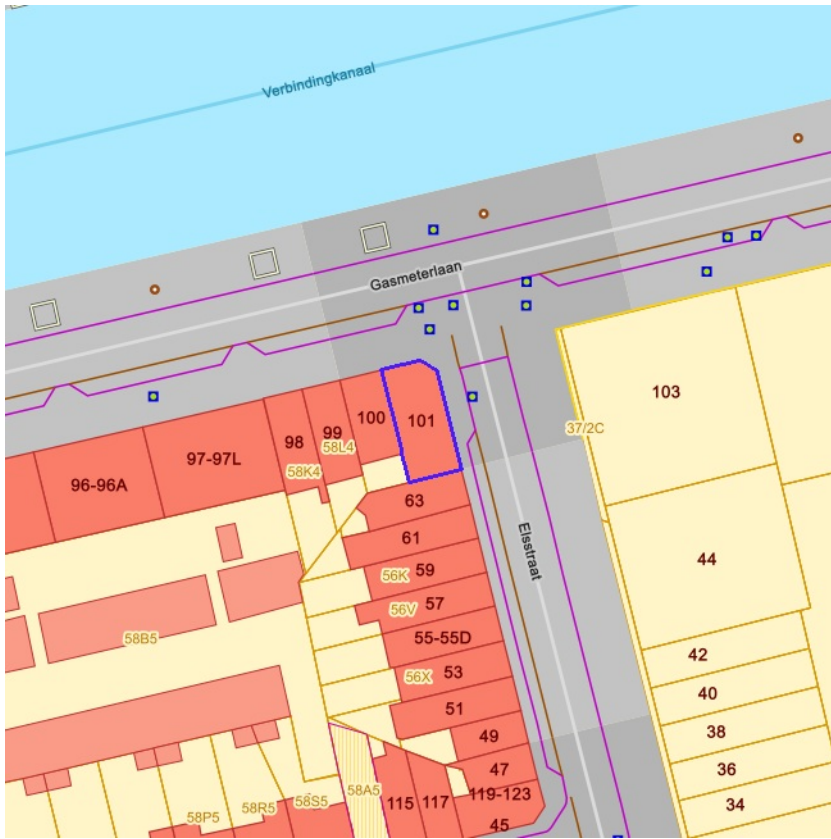 Verbindingkanaal
Gasmeterlaan
103
100
101
99
98
58L4
37/2C
97-97L
58K4
96-96A
63
61
Elsstraat
59
56K
44
57
56V
55-55D
58B5
42
53
56X
40
51
38
49
47
36
58A5
119-123
115
117
34
58S5
58R5
58P5
45